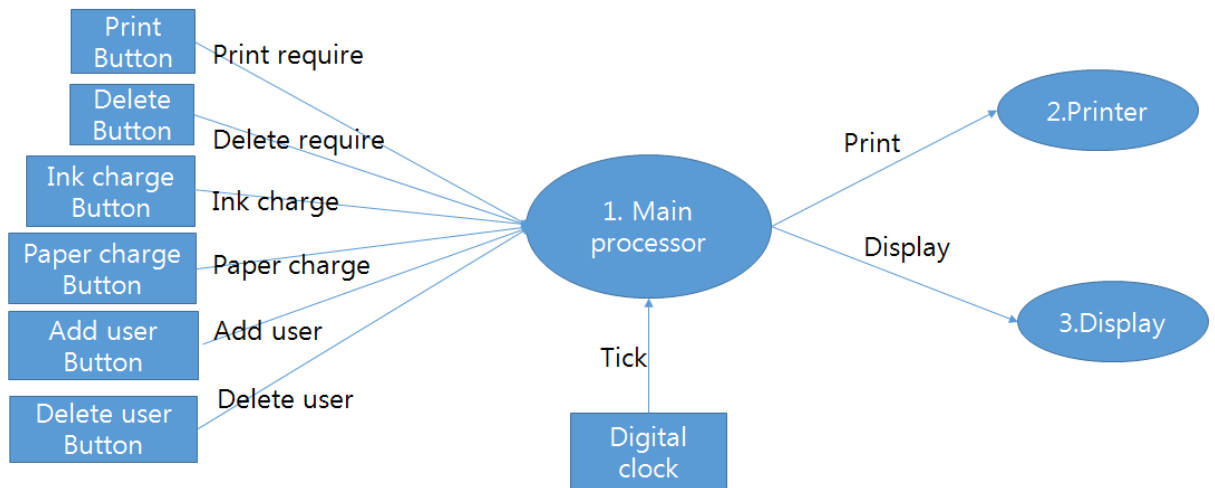 Print
Button
Print require
Delete
Button
Delete require
Ink charge
Button
Ink charge
Paper charge
Button
Paper charge
Add user
Button
Add user
Delete user
Button
Delete user
1. Main
processor
Tick
Digital
clock
Print
2.Printer
Display
3.Display